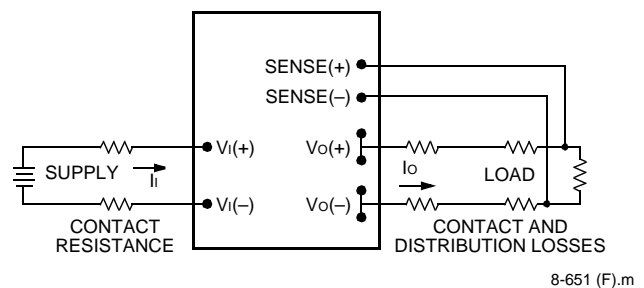 SENSE(+)
SENSE(–)
VI(+)
VO(+)
SUPPLY
II
IO
LOAD
VI(–)
VO(–)
CONTACT
RESISTANCE
CONTACT AND
DISTRIBUTION LOSSES
8-651 (F).m